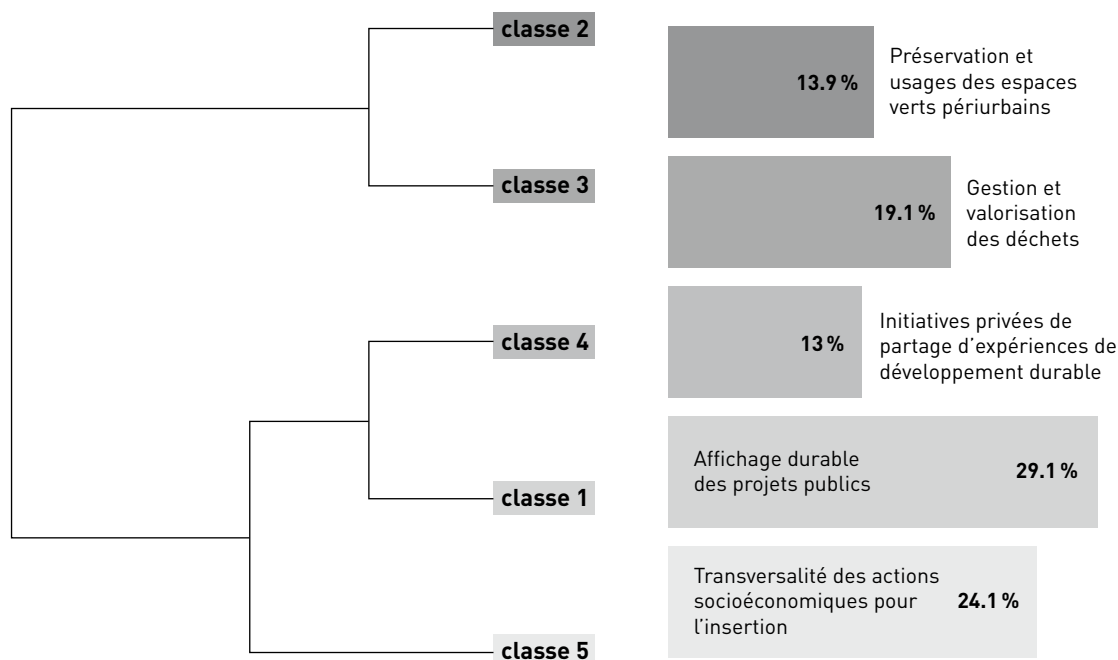 classe 2
13.9 %
Préservation et
usages des espaces
verts périurbains
classe 3
19.1 %
Gestion et
valorisation
des déchets
classe 4
13 %
Initiatives privées de
partage d’expériences de
développement durable
classe 1
Affichage durable
des projets publics
29.1 %
classe 5
Transversalité des actions
socioéconomiques pour
l’insertion
24.1 %